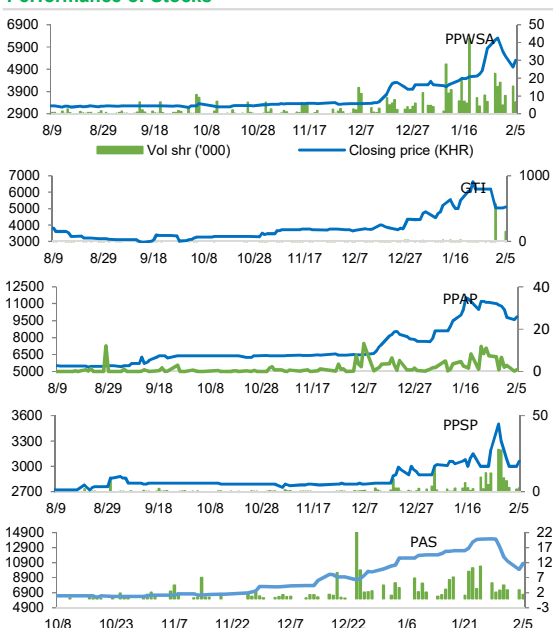 Performance of Stocks
6900 50
PPWSA
40
5900
30
4900
20
3900
10
2900 0
8/9 8/29 9/18 10/8 10/28 11/17 12/7 12/27 1/16 2/5
Vol shr ('000) Closing price (KHR)
7000 1000
GTI
6000
5000
4000
3000 0
8/9 8/29 9/18 10/8 10/28 11/17 12/7 12/27 1/16 2/5
12500 40
PPAP
11000
9500 20
8000
6500
5000 0
8/9 8/29 9/18 10/8 10/28 11/17 12/7 12/27 1/16 2/5
3600 50
PPSP
3300
3000
2700 0
8/9 8/29 9/18 10/8 10/28 11/17 12/7 12/27 1/16 2/5
14900 22
PAS
12900 17
10900 12
8900 7
6900 2
4900 -3
10/8 10/23 11/7 11/22 12/7 12/22 1/6 1/21 2/5